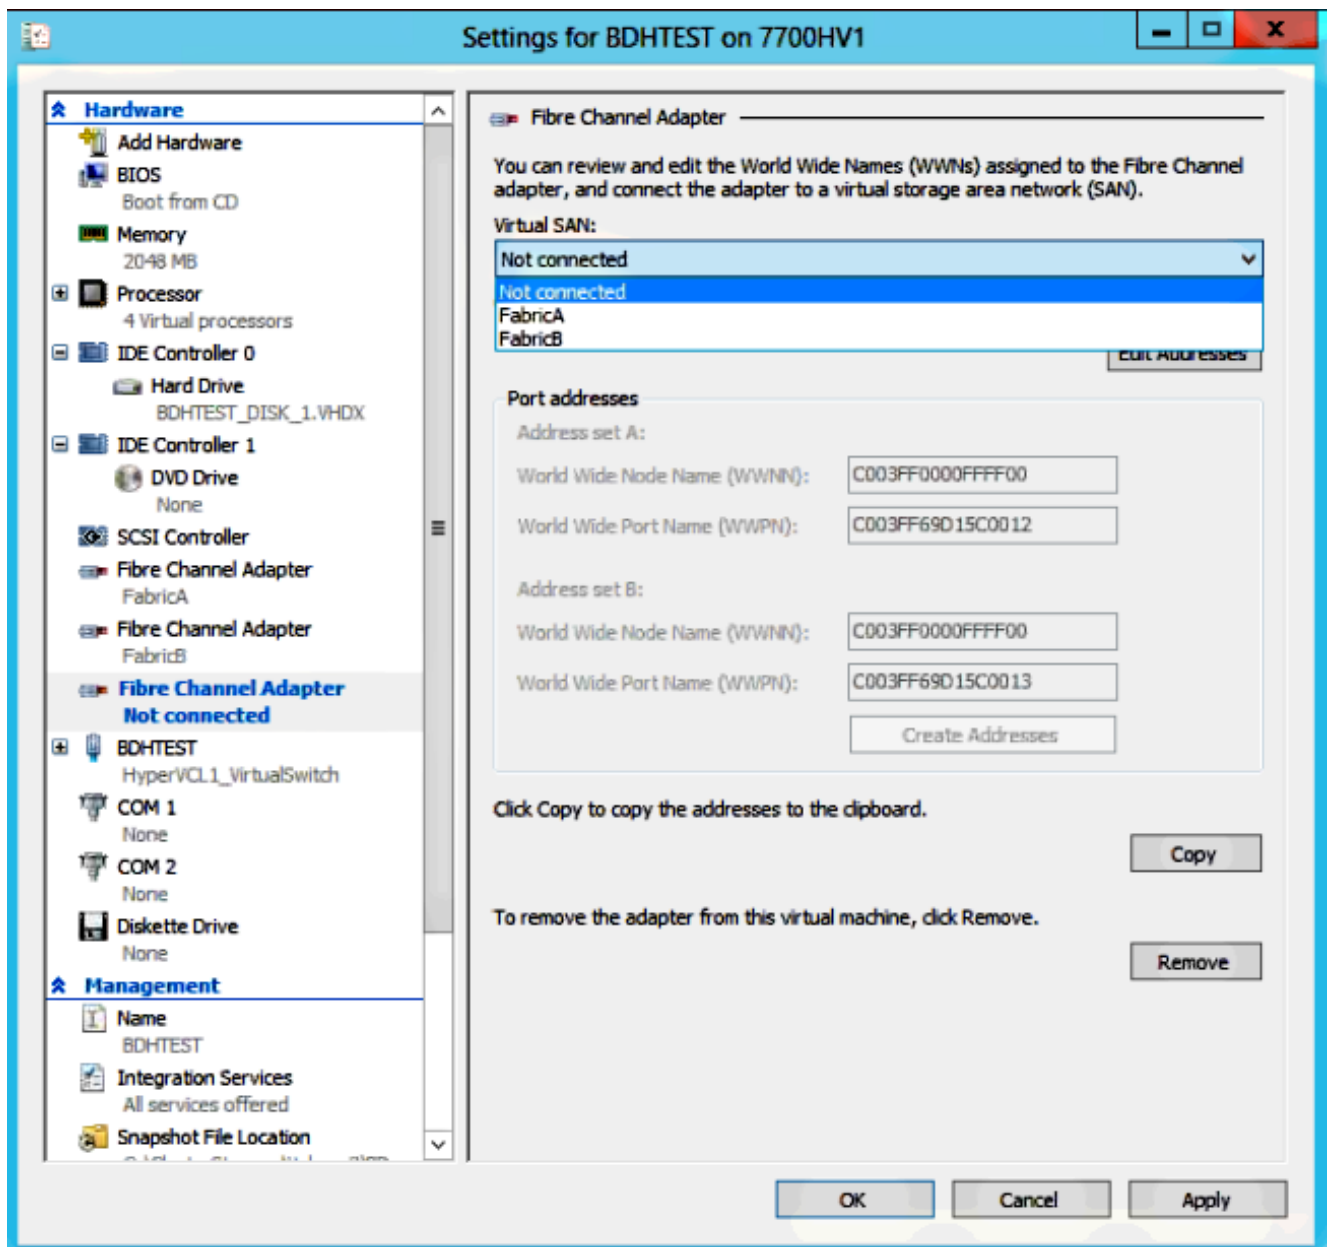 Settings for BDHTEST on 7700HV1
Hardware
Add Hardware
BIOS
Boot from CD
Memory
2048 MB
Processor
4 Virtual processors
IDE Controller 0
Hard Drive
BDHTEST_DISK_1.VHDX
IDE Controller 1
DVD Drive
None
SCSI Controller
Fibre Channel Adapter
FabricA
Fibre Channel Adapter
FabricB
Fibre Channel Adapter
Not connected
BDHTEST
HyperVCL1_VirtualSwitch
COM 1
None
COM 2
None
Diskette Drive
None
Management
Name
BDHTEST
Integration Services
All services offered
Snapshot File Location
Fibre Channel Adapter
You can review and edit the World Wide Names (WWNs) assigned to the Fibre Channel
adapter, and connect the adapter to a virtual storage area network (SAN).
Virtual SAN:
Not connected
Not connected
FabricA
FabricB
Edit Addresses
Port addresses
Address set A:
World Wide Node Name (WWNN): C003FF0000FFFF00
World Wide Port Name (WWPN): C003FF69D15C0012
Address set B:
World Wide Node Name (WWNN): C003FF0000FFFF00
World Wide Port Name (WWPN): C003FF69D15C0013
Create Addresses
Click Copy to copy the addresses to the clipboard.
Copy
To remove the adapter from this virtual machine, click Remove.
Remove
OK Cancel Apply